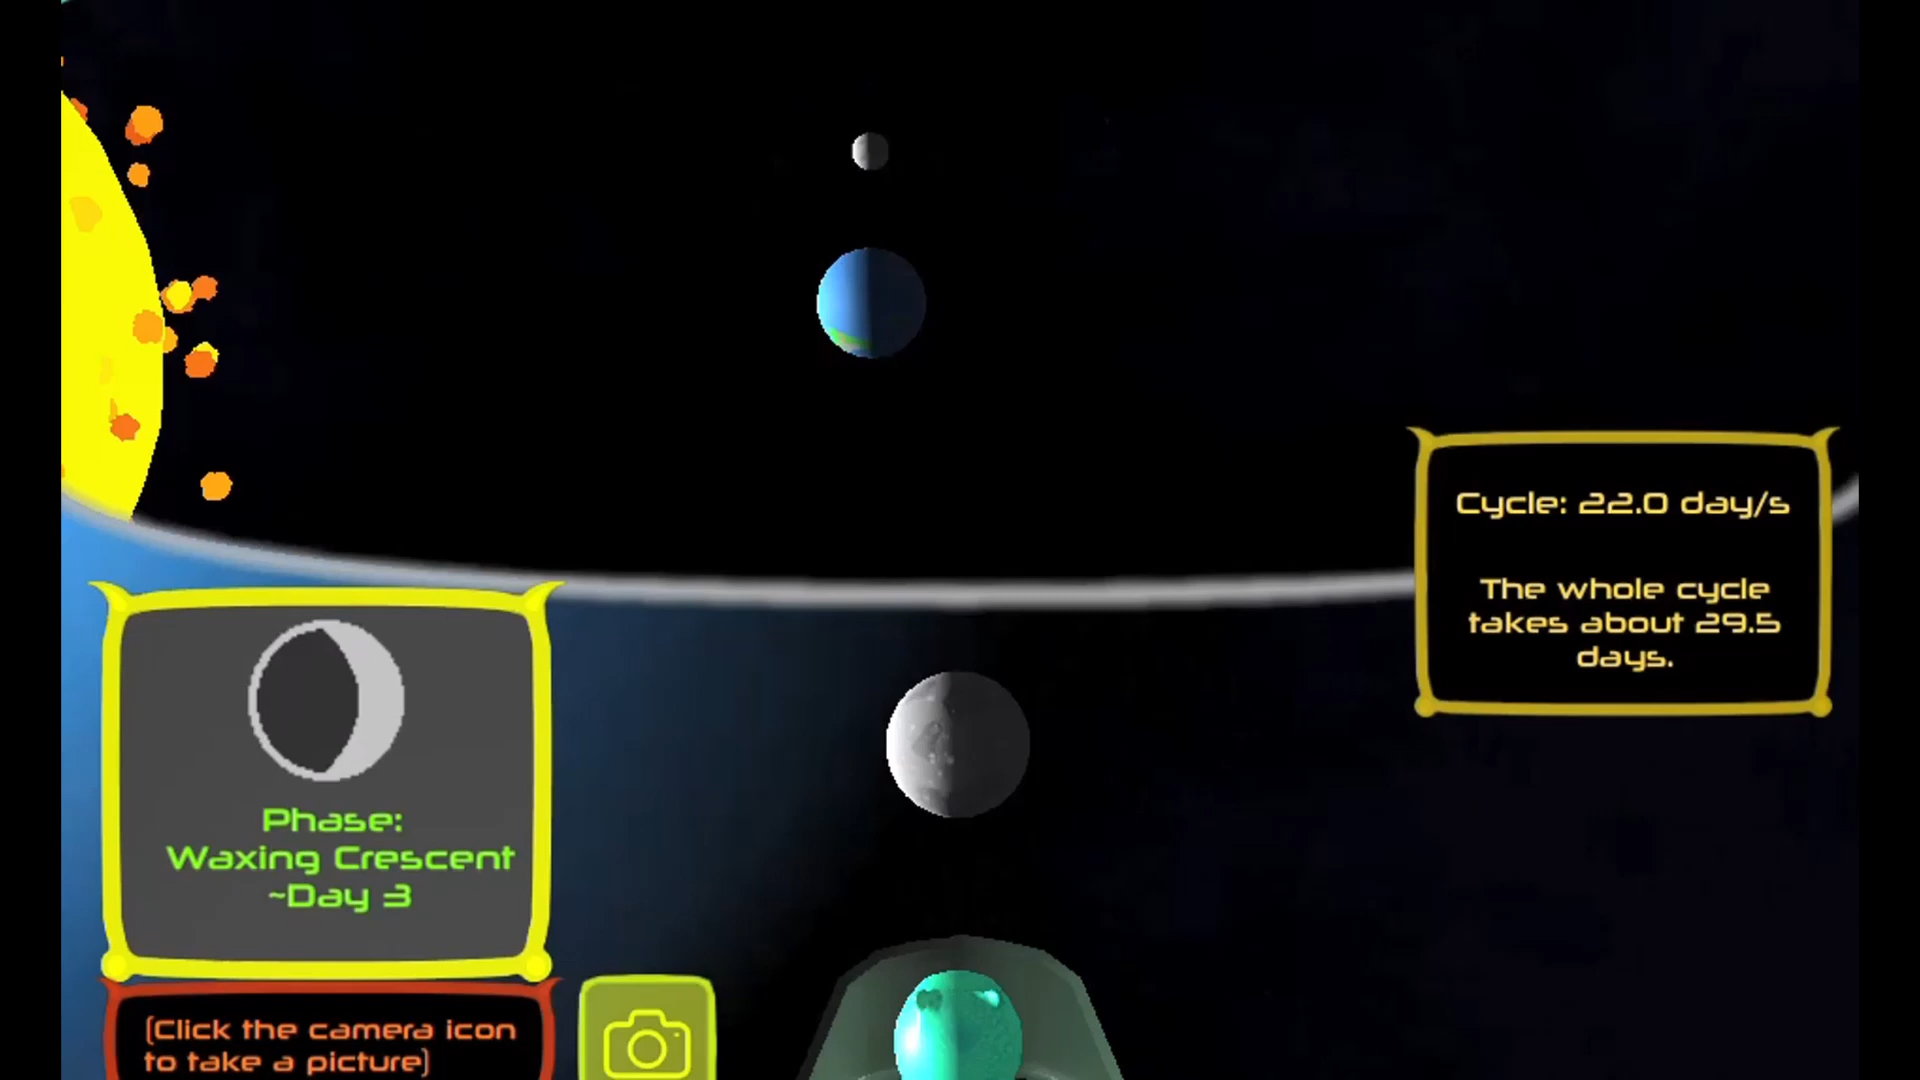 Cycle: 22.0 day/s
The whole cycle
takes about 29.5
days.
Phase:
Waxing Crescent
~Day 3
(Click the camera icon
to take a picture)